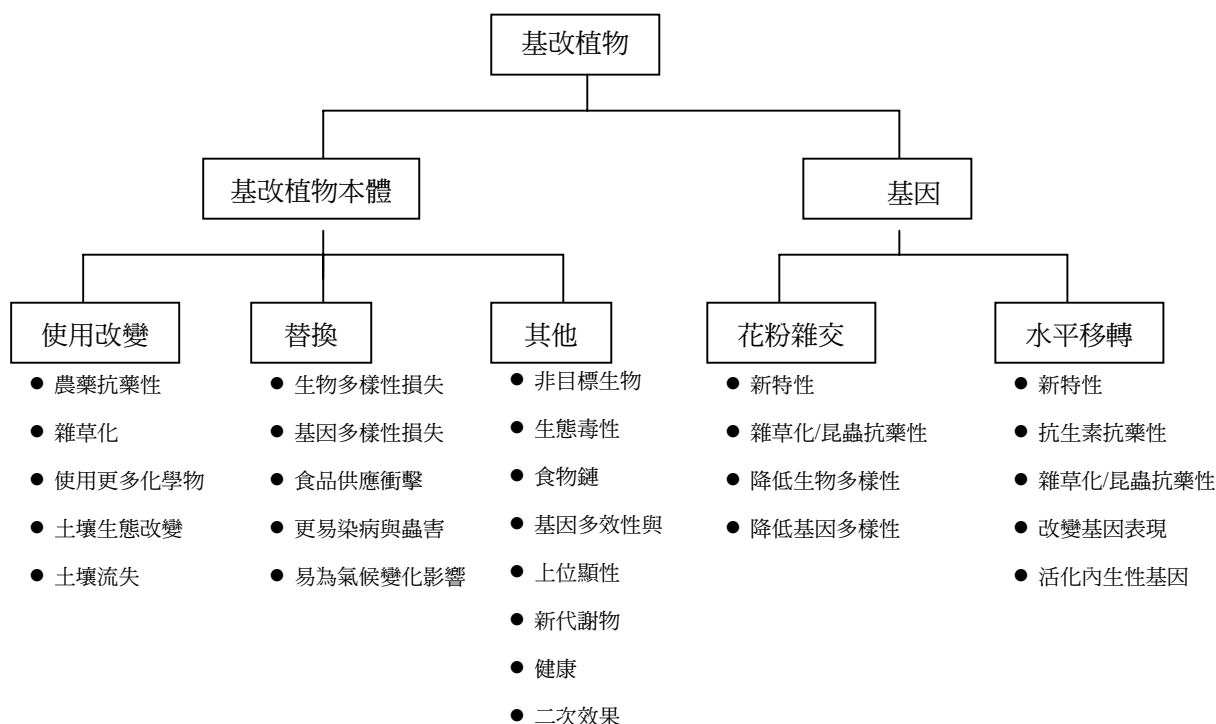 基改植物
基改植物本體
基因
使用改變
農藥抗藥性
雜草化
使用更多化學物
土壤生態改變
土壤流失
替換
生物多樣性損失
基因多樣性損失
食品供應衝擊
更易染病與蟲害
易為氣候變化影響
其他
非目標生物
生態毒性
食物鏈
基因多效性與
上位顯性
新代謝物
健康
二次效果
花粉雜交
新特性
雜草化/昆蟲抗藥性
降低生物多樣性
降低基因多樣性
水平移轉
新特性
抗生素抗藥性
雜草化/昆蟲抗藥性
改變基因表現
活化內生性基因